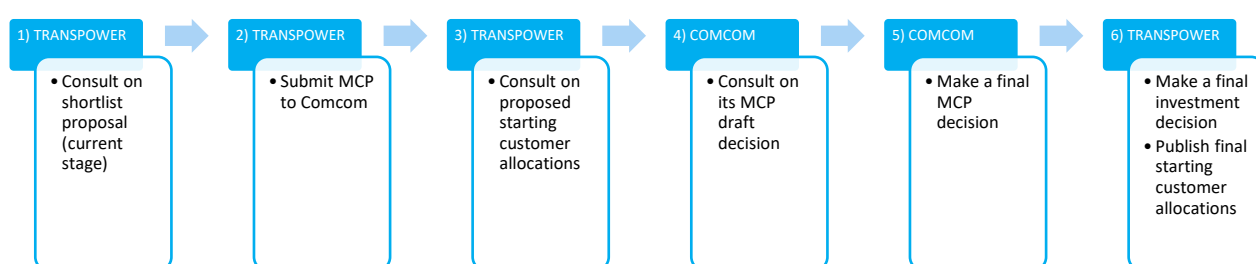 1) TRANSPOWER
• Consult on
shortlist
proposal
(current
stage)
2) TRANSPOWER
• Submit MCP
to Comcom
3) TRANSPOWER
• Consult on
proposed
starting
customer
allocations
4) COMCOM
• Consult on
its MCP
draft
decision
5) COMCOM
• Make a final
MCP
decision
6) TRANSPOWER
• Make a final
investment
decision
• Publish final
starting
customer
allocations